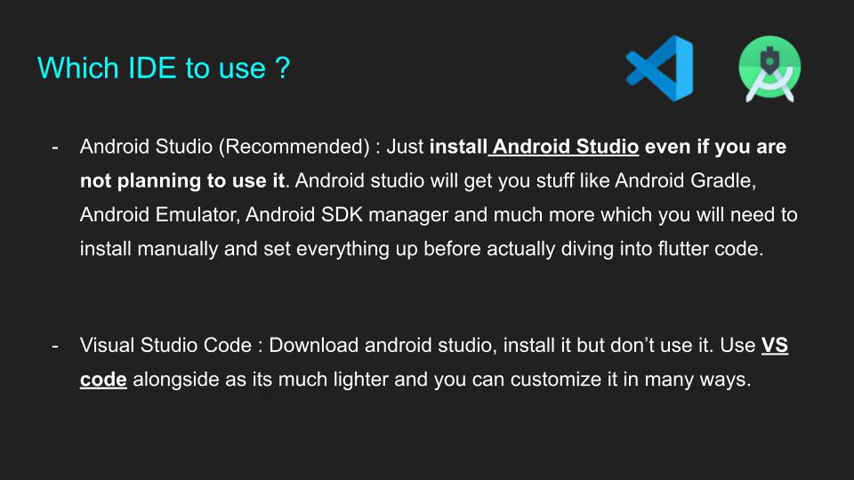 Which IDE to use ?
- Android Studio (Recommended) : Just install Android Studio even if you are
not planning to use it. Android studio will get you stuff like Android Gradle,
Android Emulator, Android SDK manager and much more which you will need to
install manually and set everything up before actually diving into flutter code.
- Visual Studio Code : Download android studio, install it but don’t use it. Use VS
code alongside as its much lighter and you can customize it in many ways.